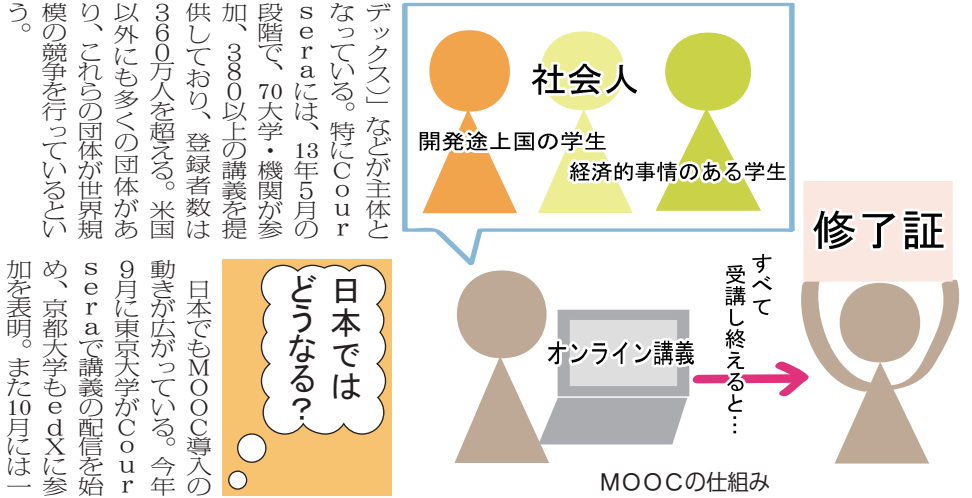 デックス）」などが主体と
なっている。特にＣｏｕｒ
ｓｅｒａには、13年５月の
段階で、70大学・機関が参
加、３８０以上の講義を提
供しており、登録者数は
３６０万人を超える。米国
以外にも多くの団体があ
り、これらの団体が世界規
模の競争を行っているとい
う。
日本では
どうなる？
日本でもＭＯＯＣ導入の
動きが広がっている。今年
９月に東京大学がＣｏｕｒ
ｓｅｒａで講義の配信を始
め、京都大学もｅｄＸに参
加を表明。また10月には一
社会人
開発途上国の学生
経済的事情のある学生
オンライン講義
すべて
受講し終えると…
修了証
ＭＯＯＣの仕組み